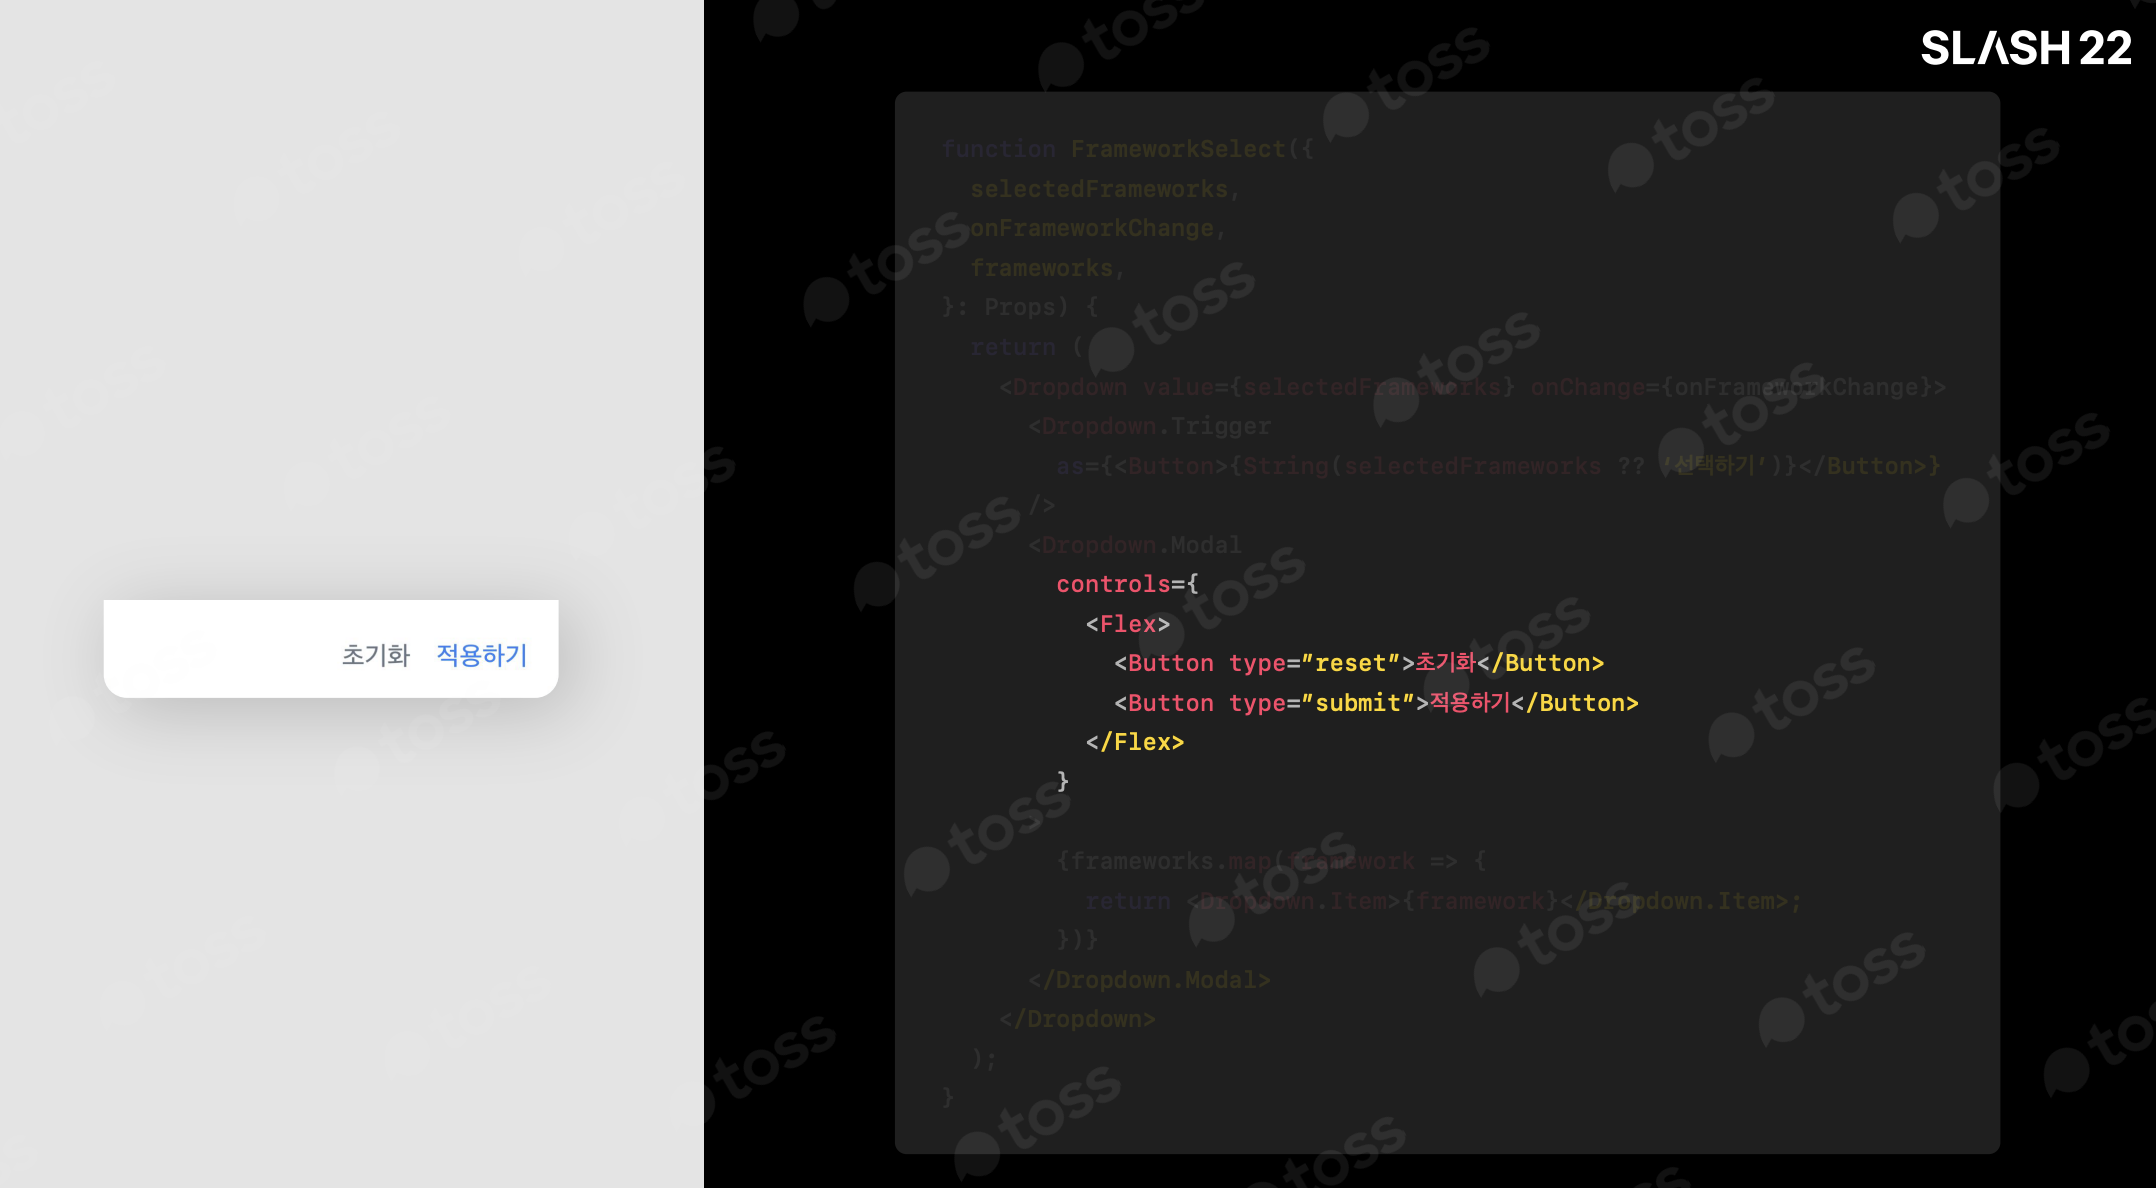 초기화 적용하기
SLASH 22
function FrameworkSelect({
selectedFrameworks,
onFrameworkChange,
frameworks,
}: Props) {
return (
<Dropdown value={selectedFrameworks} onChange={onFrameworkChange}>
<Dropdown.Trigger
as={<Button>{String(selectedFrameworks ?? '선택하기')}</Button>}
/>
<Dropdown.Modal
controls={
<Flex>
<Button type="reset">초기화</Button>
<Button type="submit">적용하기</Button>
</Flex>
}
>
{frameworks.map(framework => {
return <Dropdown.Item>{framework}</Dropdown.Item>;
})}
</Dropdown.Modal>
</Dropdown>
);
}
toss